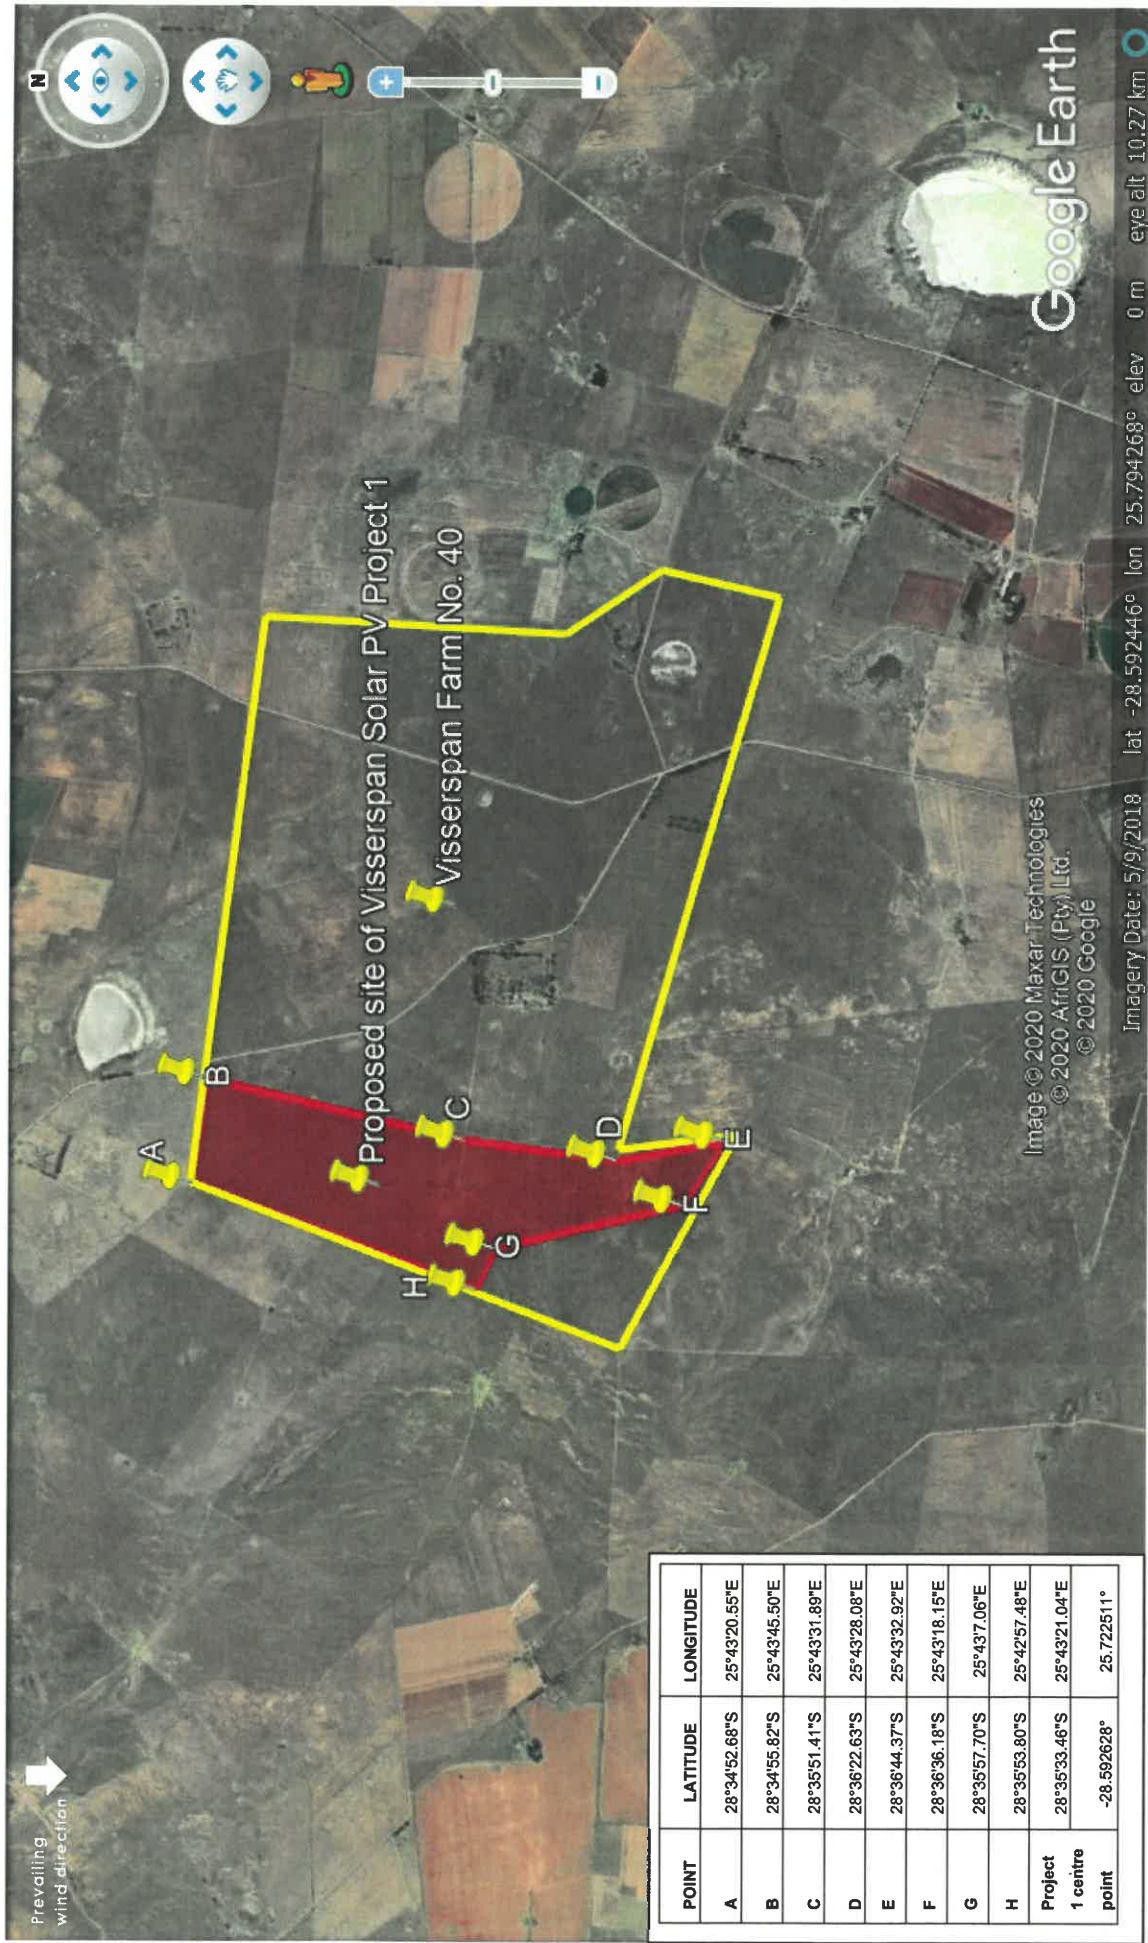 Prevailing
wind direction
N
A
B
Proposed site of Visserspan Solar PV Project 1
Visserspan Farm No. 40
C
H
G
D
F
E
POINT LATITUDE LONGITUDE
A 28°34'52.68"S 25°43'20.55"E
B 28°34'55.82"S 25°43'45.50"E
C 28°35'51.41"S 25°43'31.89"E
D 28°36'22.63"S 25°43'28.08"E
E 28°36'44.37"S 25°43'32.92"E
F 28°36'36.18"S 25°43'18.15"E
G 28°35'57.70"S 25°43'7.06"E
H 28°35'53.80"S 25°42'57.48"E
Project
1 centre
point
28°35'33.46"S 25°43'21.04"E
-28.592628° 25.722511°
Image © 2020 Maxar Technologies
© 2020 AfriGIS (Pty) Ltd.
© 2020 Google
Google Earth
Imagery Date: 5/9/2018 lat -28.592446° lon 25.794268° elev 0 m eye alt 10.27 km